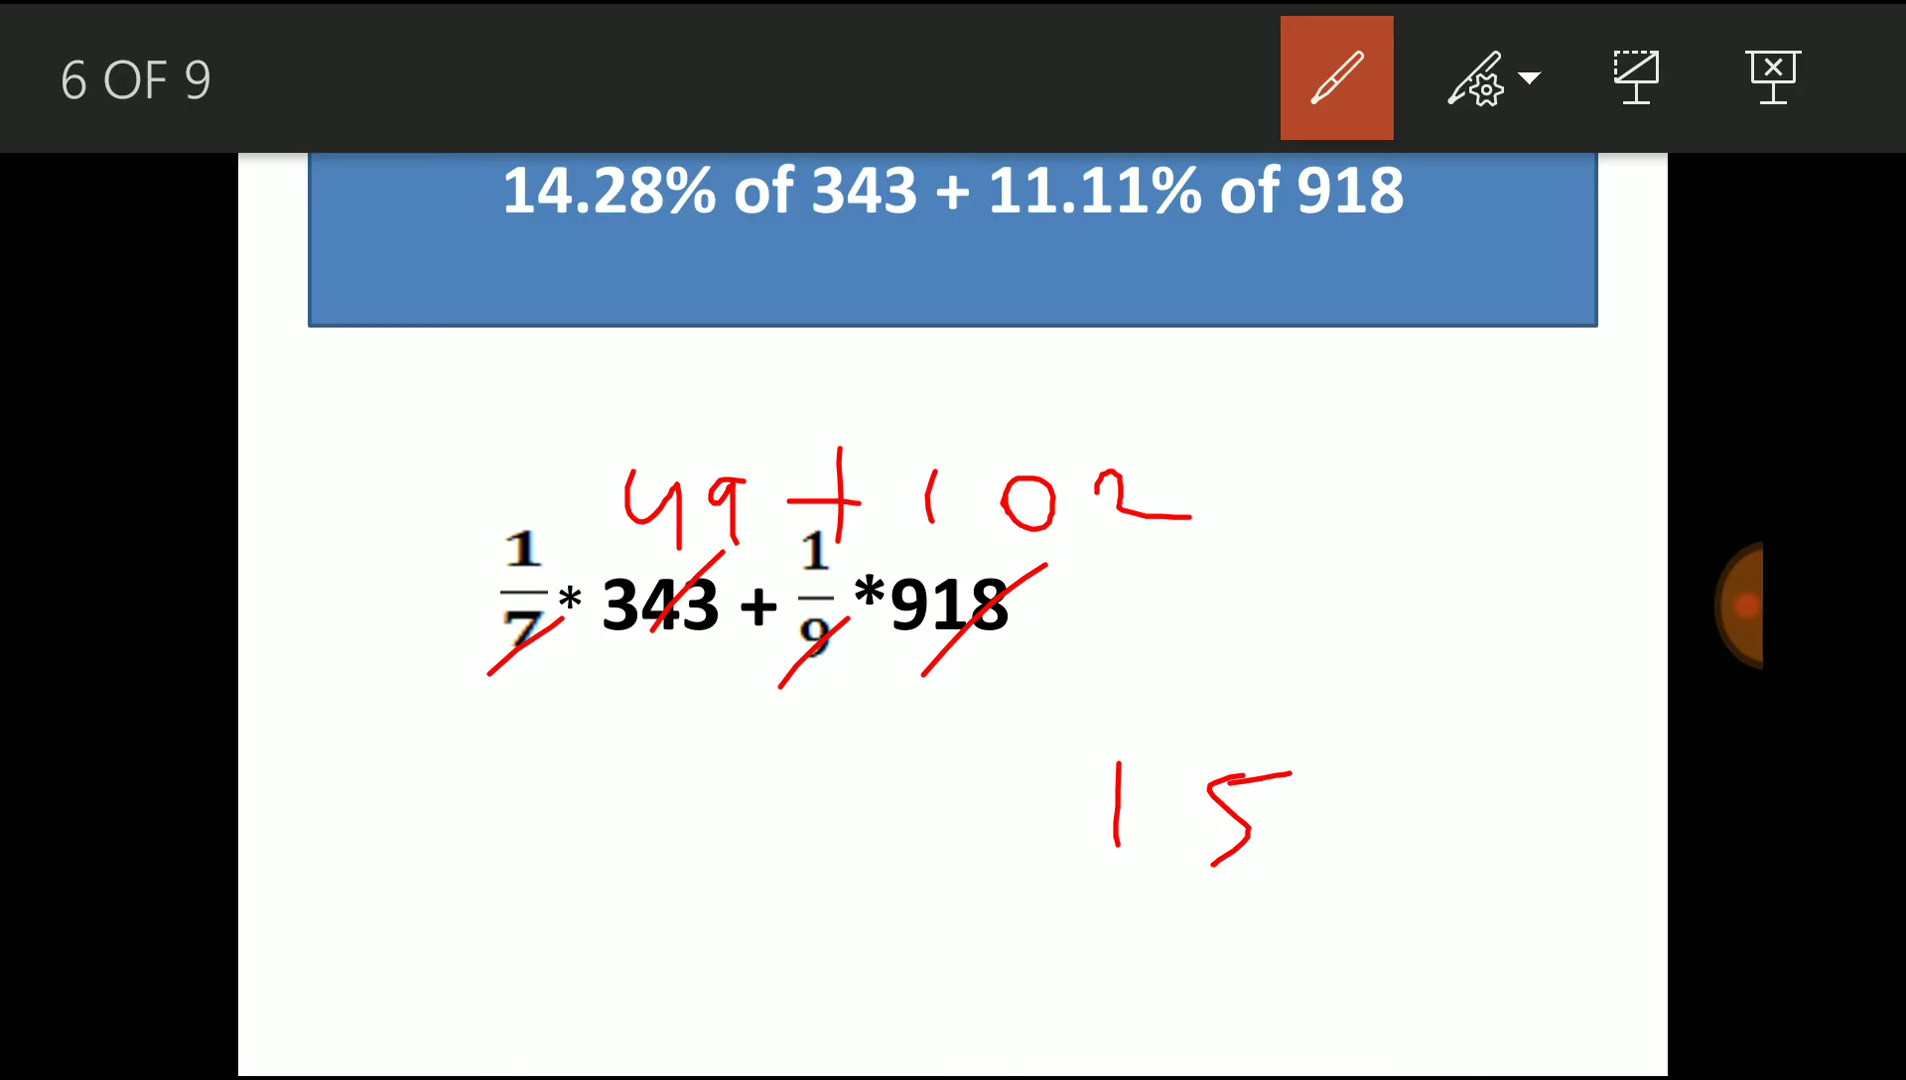 6 OF 9
14.28% of 343 + 11.11% of 918
49 + 102
1/7 * 343 + 1/9 *918
15